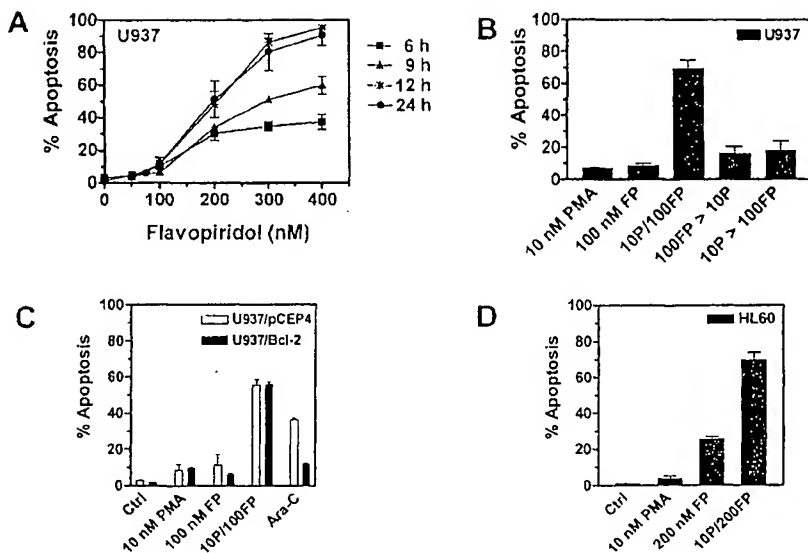 A
U937
100
80
60
40
20
0
% Apoptosis
0 100 200 300 400
Flavopiridol (nM)
6 h
9 h
12 h
24 h
B
U937
100
80
60
40
20
0
% Apoptosis
10 nM PMA
100 nM FP
10P/100FP
100FP > 10P
10P > 100FP
C
U937/pCEP4
U937/Bcl-2
100
80
60
40
20
0
% Apoptosis
Ctrl
10 nM PMA
100 nM FP
10P/100FP
Ara-C
D
HL60
100
80
60
40
20
0
% Apoptosis
Ctrl
10 nM PMA
200 nM FP
10P/200FP